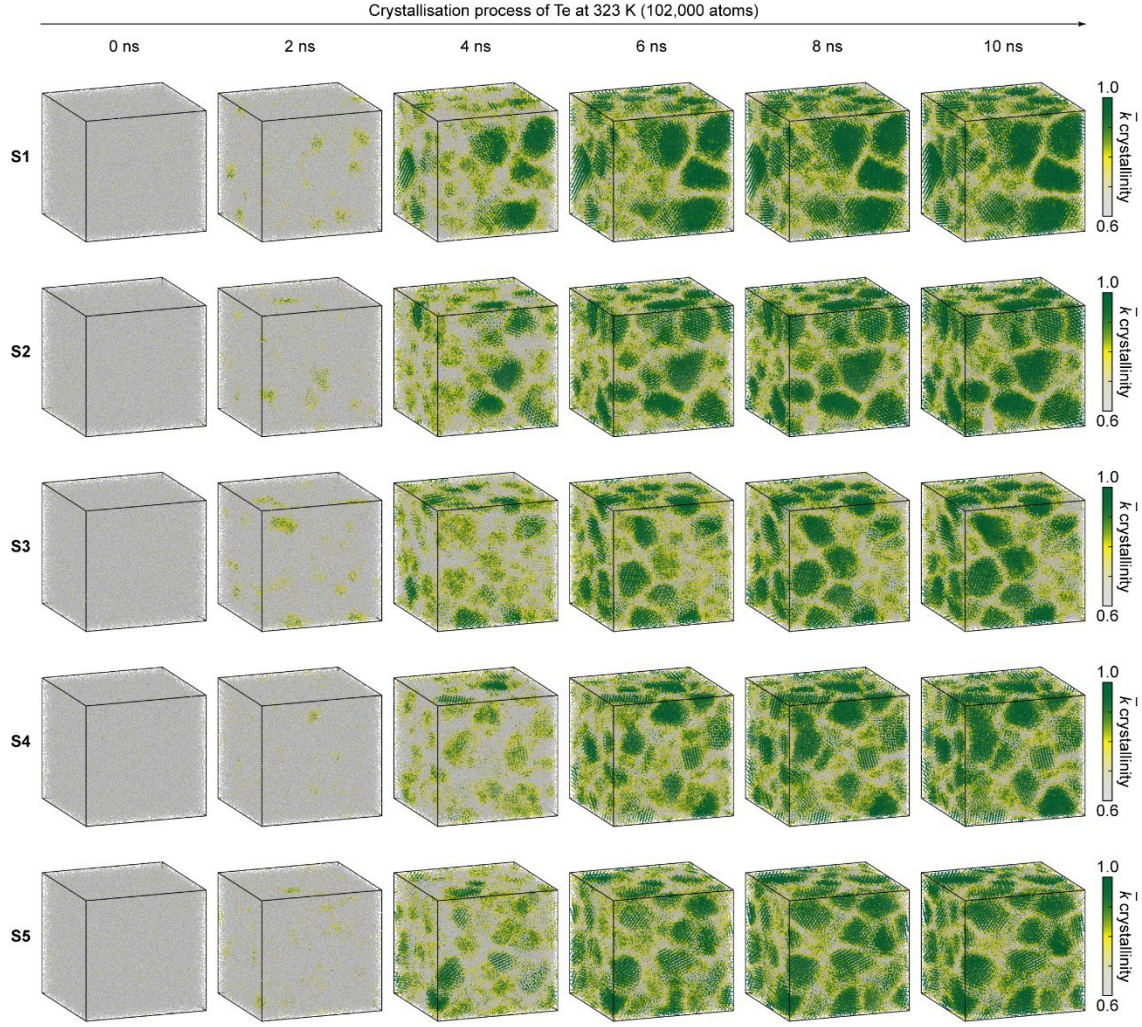 Crystallisation process of Te at 323 K (102,000 atoms)
0 ns 2 ns 4 ns 6 ns 8 ns 10 ns
S1
1.0
k̄ crystallinity
0.6
S2
1.0
k̄ crystallinity
0.6
S3
1.0
k̄ crystallinity
0.6
S4
1.0
k̄ crystallinity
0.6
S5
1.0
k̄ crystallinity
0.6